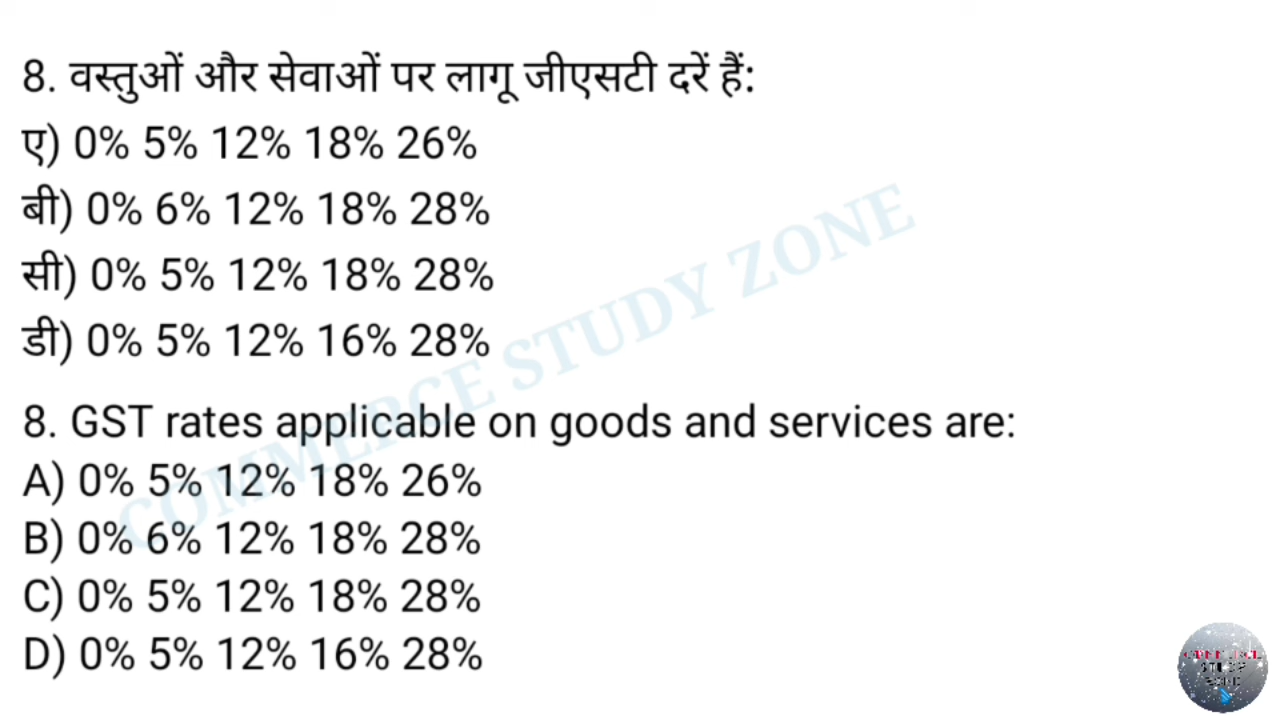 8. वस्तुओं और सेवाओं पर लागू जीएसटी दरें हैं:
ए) 0% 5% 12% 18% 26%
बी) 0% 6% 12% 18% 28%
सी) 0% 5% 12% 18% 28%
डी) 0% 5% 12% 16% 28%
8. GST rates applicable on goods and services are:
A) 0% 5% 12% 18% 26%
B) 0% 6% 12% 18% 28%
C) 0% 5% 12% 18% 28%
D) 0% 5% 12% 16% 28%
COMMERCE STUDY ZONE
COMMERCE
STUDY
ZONE